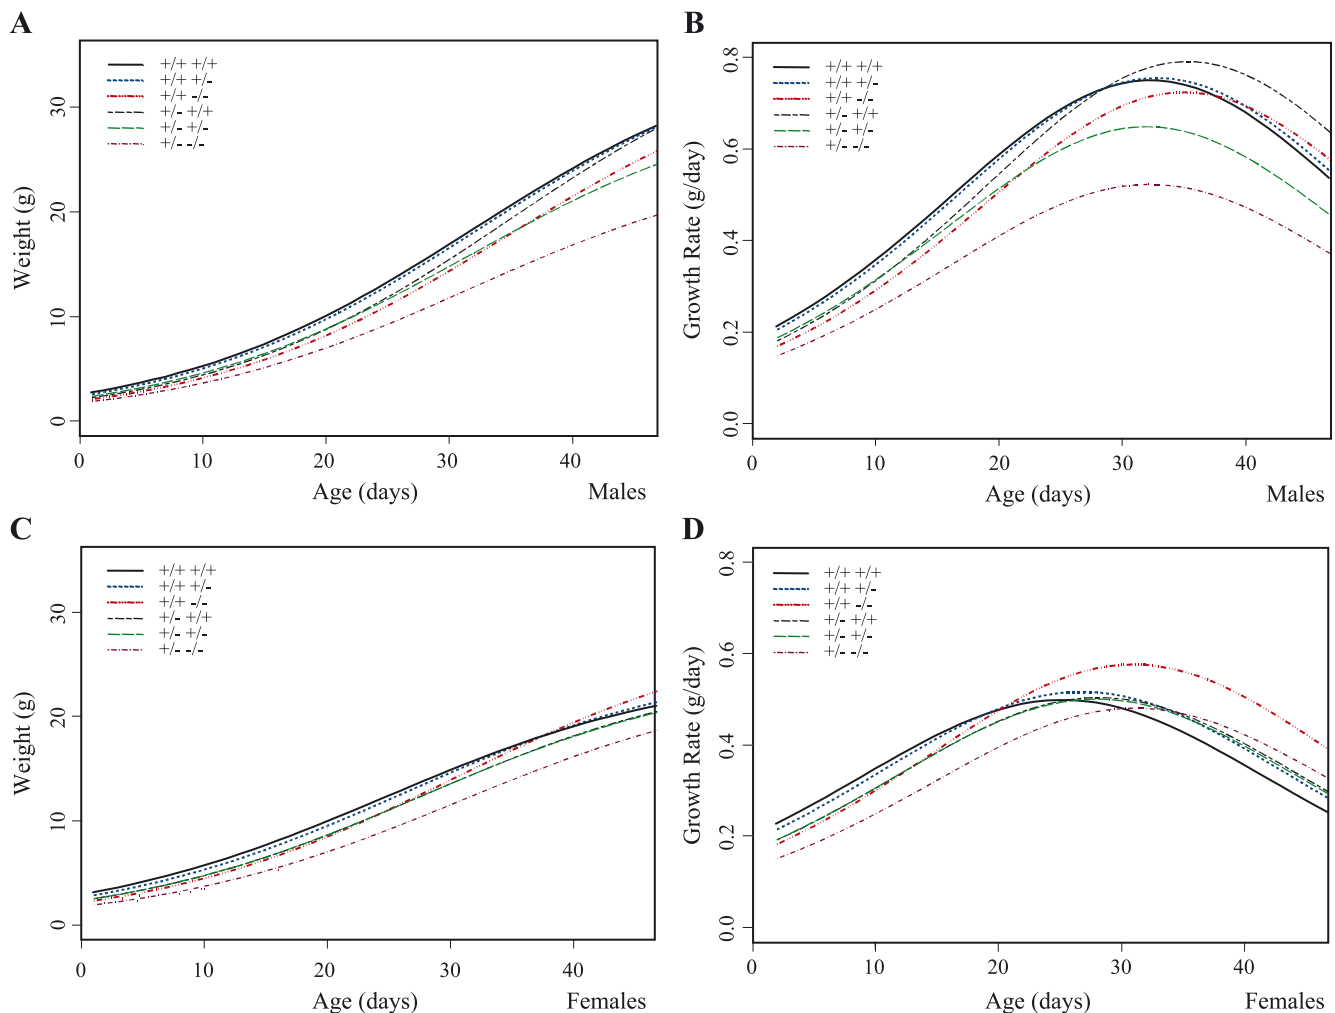 A
+/+ +/+
+/+ +/-
+/+ -/-
+/- +/+
+/- +/-
+/- -/-
Weight (g)
30
20
10
0
0 10 20 30 40
Age (days) Males
B
+/+ +/+
+/+ +/-
+/+ -/-
+/- +/+
+/- +/-
+/- -/-
Growth Rate (g/day)
0.8
0.6
0.4
0.2
0.0
0 10 20 30 40
Age (days) Males
C
+/+ +/+
+/+ +/-
+/+ -/-
+/- +/+
+/- +/-
+/- -/-
Weight (g)
30
20
10
0
0 10 20 30 40
Age (days) Females
D
+/+ +/+
+/+ +/-
+/+ -/-
+/- +/+
+/- +/-
+/- -/-
Growth Rate (g/day)
0.8
0.6
0.4
0.2
0.0
0 10 20 30 40
Age (days) Females